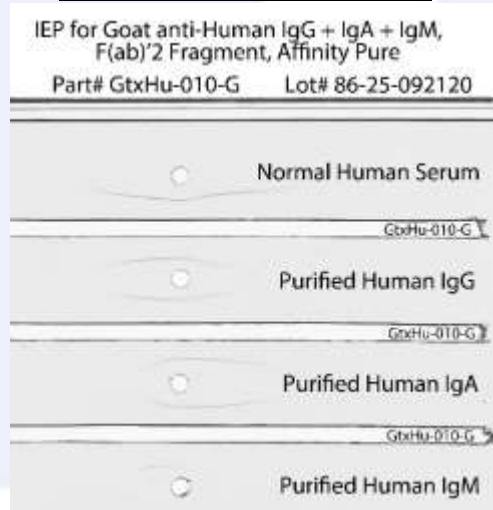 IEP for Goat anti-Human IgG + IgA + IgM,
F(ab)'2 Fragment, Affinity Pure
Part# GtxHu-010-G Lot# 86-25-092120
Normal Human Serum
GtxHu-010-G
Purified Human IgG
GtxHu-010-G
Purified Human IgA
GtxHu-010-G
Purified Human IgM